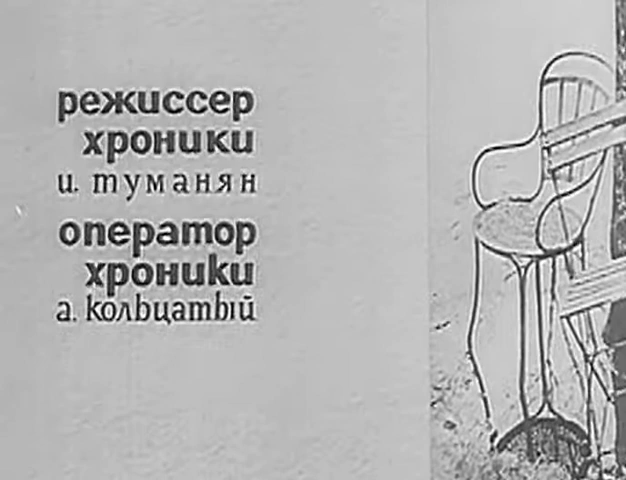 режиссер
хроники
и. туманян
оператор
хроники
а. кольцатый